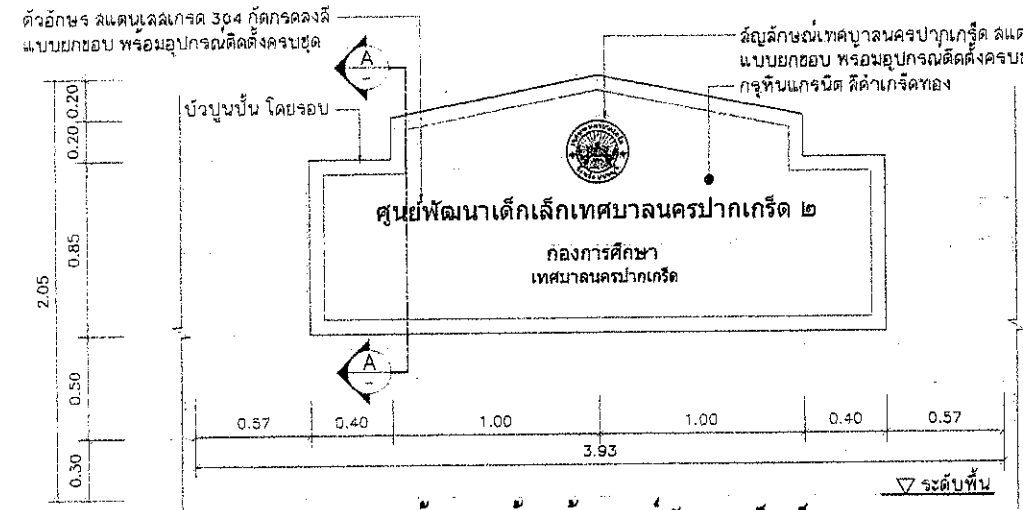 ตัวอักษร สแตนเลสเกรด 304 กัดกรดลงสี
แบบยกขอบ พร้อมอุปกรณ์ติดตั้งครบชุด
สัญลักษณ์เทศบาลนครปากเกร็ด
แบบยกขอบ พร้อมอุปกรณ์ติดตั้ง
กรุหินแกรนิต สีดำเกร็ดทอง
บัวปูนปั้น โดยรอบ
A
ศูนย์พัฒนาเด็กเล็กเทศบาลนครปากเกร็ด ๒
กองการศึกษา
เทศบาลนครปากเกร็ด
A
0.20
0.20
0.85
2.05
0.50
0.30
0.57 0.40 1.00 1.00 0.40 0.57
3.93
ระดับพื้น